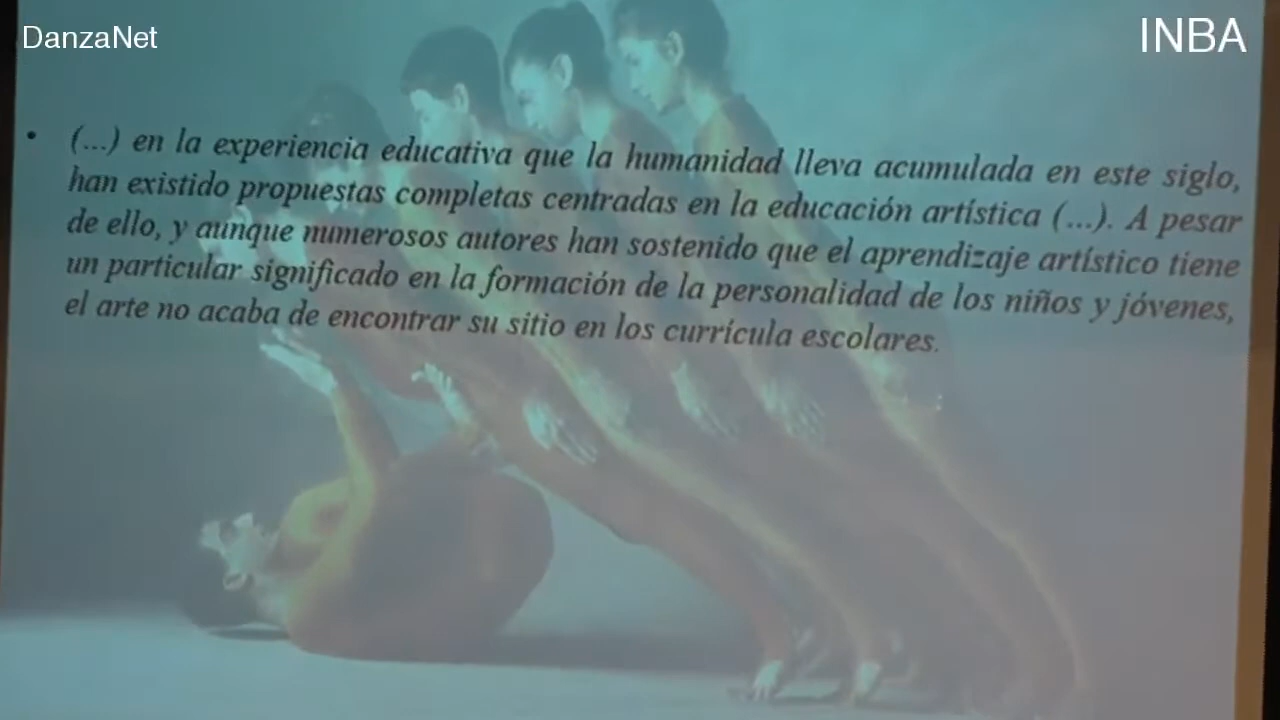 DanzaNet
INBA
• (...) en la experiencia educativa que la humanidad lleva acumulada en este siglo,
han existido propuestas completas centradas en la educación artística (...). A pesar
de ello, y aunque numerosos autores han sostenido que el aprendizaje artístico tiene
un particular significado en la formación de la personalidad de los niños y jóvenes,
el arte no acaba de encontrar su sitio en los currícula escolares.